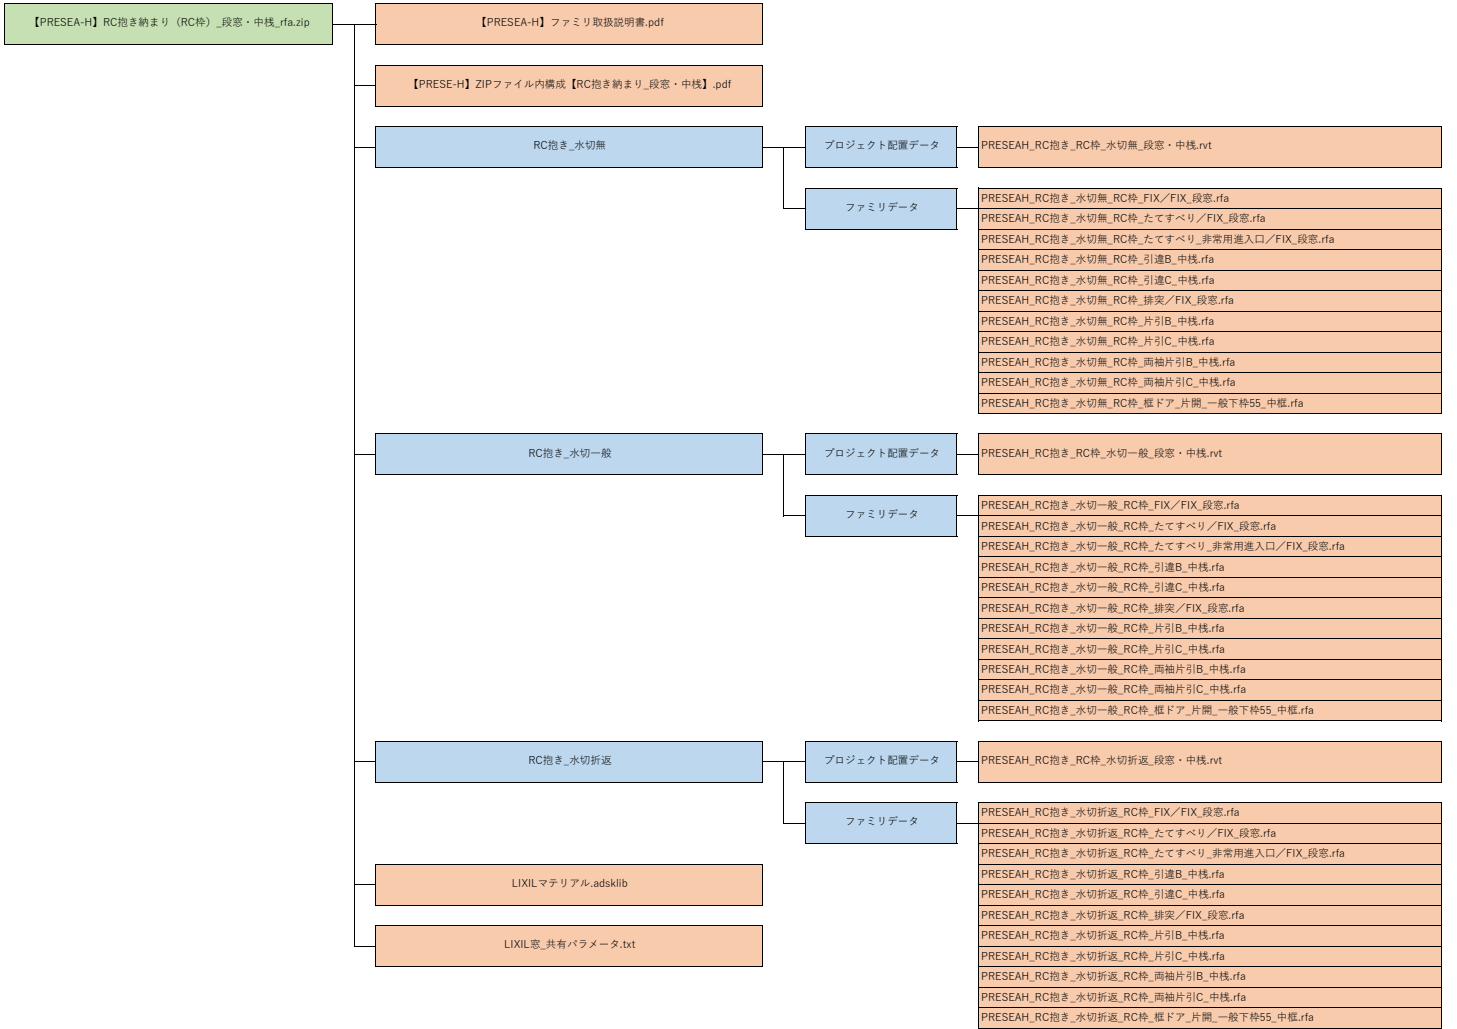 【PRESEA-H】RC抱き納まり（RC枠）_段窓・中桟_rfa.zip
【PRESEA-H】ファミリ取扱説明書.pdf
【PRESE-H】ZIPファイル内構成【RC抱き納まり_段窓・中桟】.pdf
RC抱き_水切無
プロジェクト配置データ
PRESEAH_RC抱き_RC枠_水切無_段窓・中桟.rvt
ファミリデータ
PRESEAH_RC抱き_水切無_RC枠_FIX／FIX_段窓.rfa
PRESEAH_RC抱き_水切無_RC枠_たてすべり／FIX_段窓.rfa
PRESEAH_RC抱き_水切無_RC枠_たてすべり_非常用進入口／FIX_段窓.rfa
PRESEAH_RC抱き_水切無_RC枠_引違B_中桟.rfa
PRESEAH_RC抱き_水切無_RC枠_引違C_中桟.rfa
PRESEAH_RC抱き_水切無_RC枠_排突／FIX_段窓.rfa
PRESEAH_RC抱き_水切無_RC枠_片引B_中桟.rfa
PRESEAH_RC抱き_水切無_RC枠_片引C_中桟.rfa
PRESEAH_RC抱き_水切無_RC枠_両袖片引B_中桟.rfa
PRESEAH_RC抱き_水切無_RC枠_両袖片引C_中桟.rfa
PRESEAH_RC抱き_水切無_RC枠_框ドア_片開_一般下枠55_中框.rfa
RC抱き_水切一般
プロジェクト配置データ
PRESEAH_RC抱き_RC枠_水切一般_段窓・中桟.rvt
ファミリデータ
PRESEAH_RC抱き_水切一般_RC枠_FIX／FIX_段窓.rfa
PRESEAH_RC抱き_水切一般_RC枠_たてすべり／FIX_段窓.rfa
PRESEAH_RC抱き_水切一般_RC枠_たてすべり_非常用進入口／FIX_段窓.rfa
PRESEAH_RC抱き_水切一般_RC枠_引違B_中桟.rfa
PRESEAH_RC抱き_水切一般_RC枠_引違C_中桟.rfa
PRESEAH_RC抱き_水切一般_RC枠_排突／FIX_段窓.rfa
PRESEAH_RC抱き_水切一般_RC枠_片引B_中桟.rfa
PRESEAH_RC抱き_水切一般_RC枠_片引C_中桟.rfa
PRESEAH_RC抱き_水切一般_RC枠_両袖片引B_中桟.rfa
PRESEAH_RC抱き_水切一般_RC枠_両袖片引C_中桟.rfa
PRESEAH_RC抱き_水切一般_RC枠_框ドア_片開_一般下枠55_中框.rfa
RC抱き_水切折返
プロジェクト配置データ
PRESEAH_RC抱き_RC枠_水切折返_段窓・中桟.rvt
ファミリデータ
PRESEAH_RC抱き_水切折返_RC枠_FIX／FIX_段窓.rfa
PRESEAH_RC抱き_水切折返_RC枠_たてすべり／FIX_段窓.rfa
PRESEAH_RC抱き_水切折返_RC枠_たてすべり_非常用進入口／FIX_段窓.rfa
PRESEAH_RC抱き_水切折返_RC枠_引違B_中桟.rfa
PRESEAH_RC抱き_水切折返_RC枠_引違C_中桟.rfa
PRESEAH_RC抱き_水切折返_RC枠_排突／FIX_段窓.rfa
PRESEAH_RC抱き_水切折返_RC枠_片引B_中桟.rfa
PRESEAH_RC抱き_水切折返_RC枠_片引C_中桟.rfa
PRESEAH_RC抱き_水切折返_RC枠_両袖片引B_中桟.rfa
PRESEAH_RC抱き_水切折返_RC枠_両袖片引C_中桟.rfa
PRESEAH_RC抱き_水切折返_RC枠_框ドア_片開_一般下枠55_中框.rfa
LIXILマテリアル.adsklib
LIXIL窓_共有パラメータ.txt